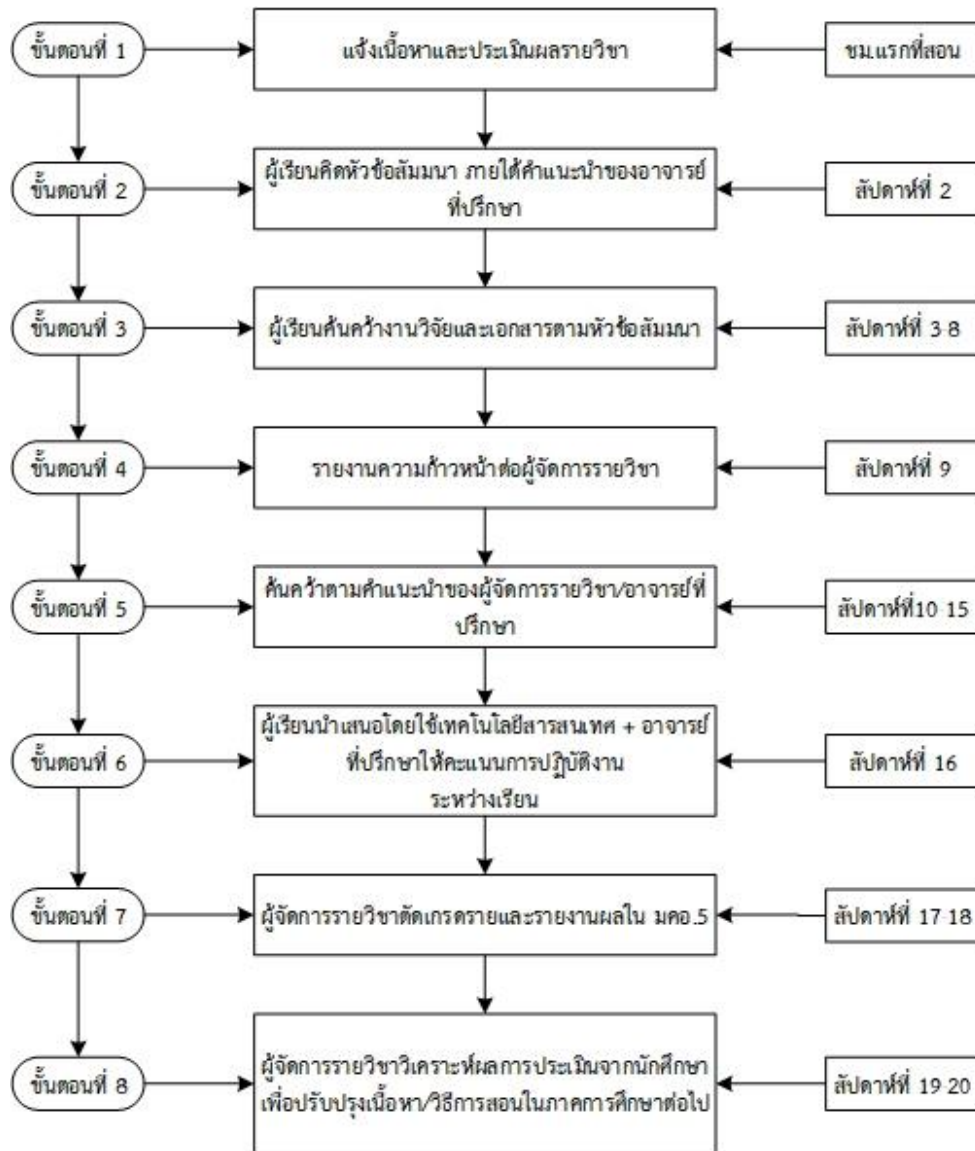 ขั้นตอนที่ 1
แจ้งเนื้อหาและประเมินผลรายวิชา
ชม.แรกที่สอน
ขั้นตอนที่ 2
ผู้เรียนคิดหัวข้อสัมมนา ภายใต้คำแนะนำของอาจารย์
ที่ปรึกษา
สัปดาห์ที่ 2
ขั้นตอนที่ 3
ผู้เรียนค้นคว้างานวิจัยและเอกสารตามหัวข้อสัมมนา
สัปดาห์ที่ 3 8
ขั้นตอนที่ 4
รายงานความก้าวหน้าต่อผู้จัดการรายวิชา
สัปดาห์ที่ 9
ขั้นตอนที่ 5
ค้นคว้าตามคำแนะนำของผู้จัดการรายวิชา/อาจารย์ที่
ปรึกษา
สัปดาห์ที่10 15
ขั้นตอนที่ 6
ผู้เรียนนำเสนอโดยใช้เทคโนโลยีสารสนเทศ + อาจารย์
ที่ปรึกษาให้คะแนนการปฏิบัติงาน
ระหว่างเรียน
สัปดาห์ที่ 16
ขั้นตอนที่ 7
ผู้จัดการรายวิชาตัดเกรดรายและรายงานผลใน มคอ.5
สัปดาห์ที่ 17 18
ขั้นตอนที่ 8
ผู้จัดการรายวิชาวิเคราะห์ผลการประเมินจากนักศึกษา
เพื่อปรับปรุงเนื้อหา/วิธีการสอนในภาคการศึกษาต่อไป
สัปดาห์ที่ 19 20